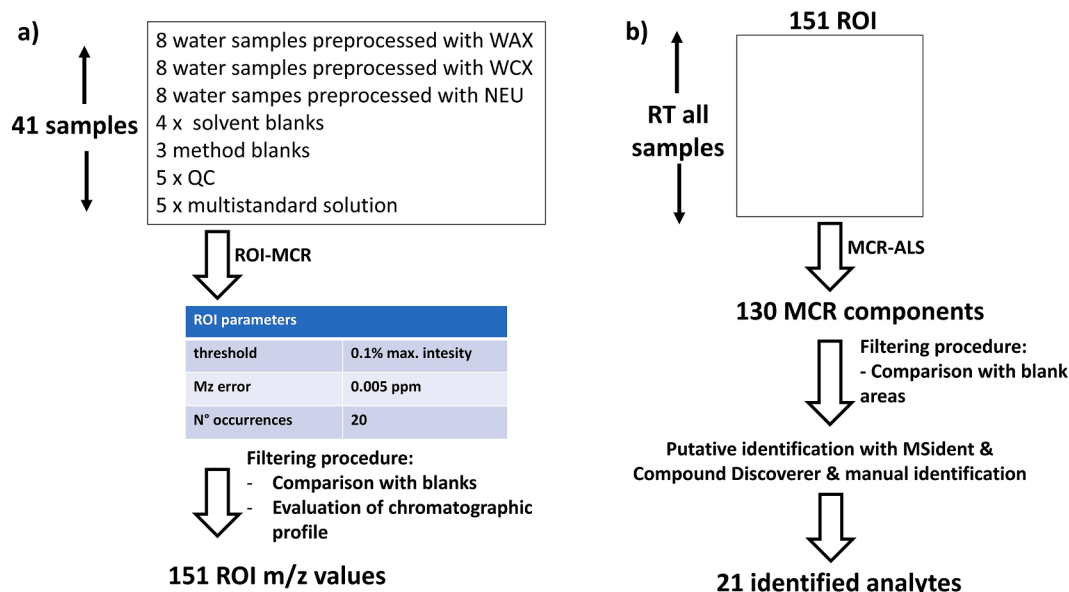 a)
41 samples
8 water samples preprocessed with WAX
8 water samples preprocessed with WCX
8 water sampes preprocessed with NEU
4 x solvent blanks
3 method blanks
5 x QC
5 x multistandard solution
ROI-MCR
ROI parameters
threshold 0.1% max. intesity
Mz error 0.005 ppm
N° occurrences 20
Filtering procedure:
- Comparison with blanks
- Evaluation of chromatographic
profile
151 ROI m/z values
b)
151 ROI
RT all
samples
MCR-ALS
130 MCR components
Filtering procedure:
- Comparison with blank
areas
Putative identification with MSident &
Compound Discoverer & manual identification
21 identified analytes